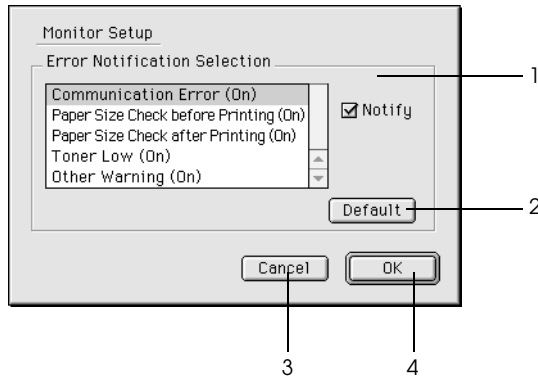 Monitor Setup
Error Notification Selection
1
Communication Error (On)
Paper Size Check before Printing (On)
Paper Size Check after Printing (On)
Toner Low (On)
Other Warning (On)
Notify
Default
2
Cancel
OK
3
4